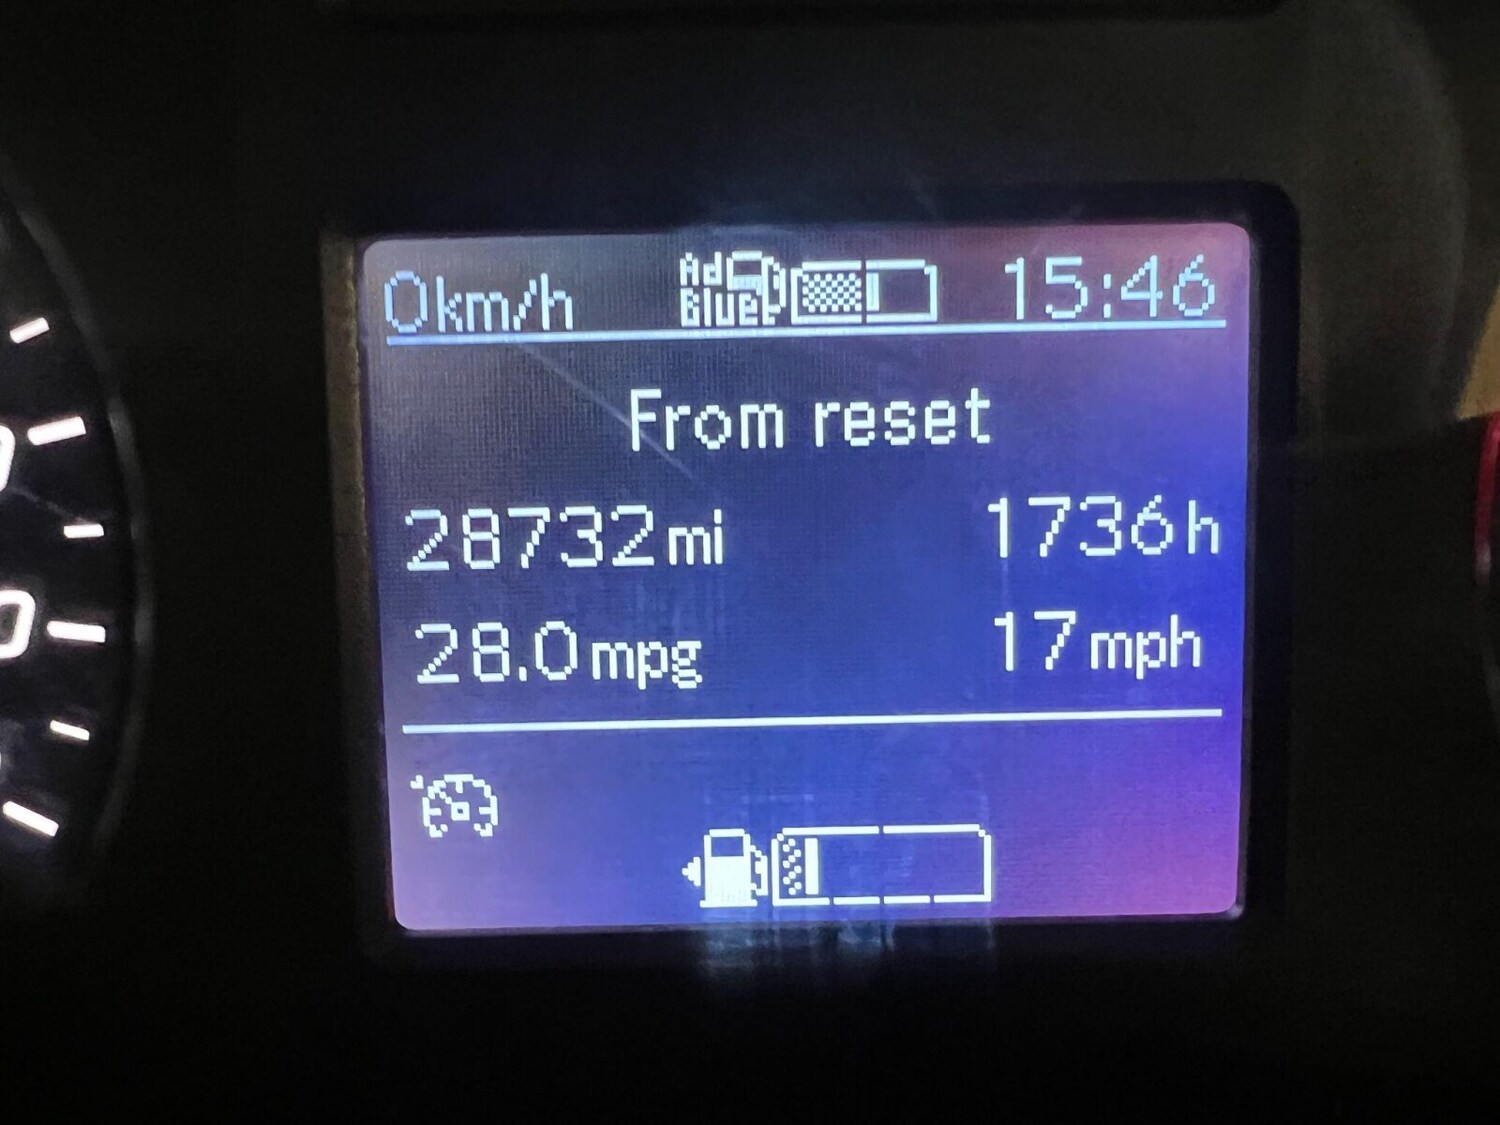 0km/h Ad Blue 15:46
From reset
28732mi 1736h
28.0mpg 17mph